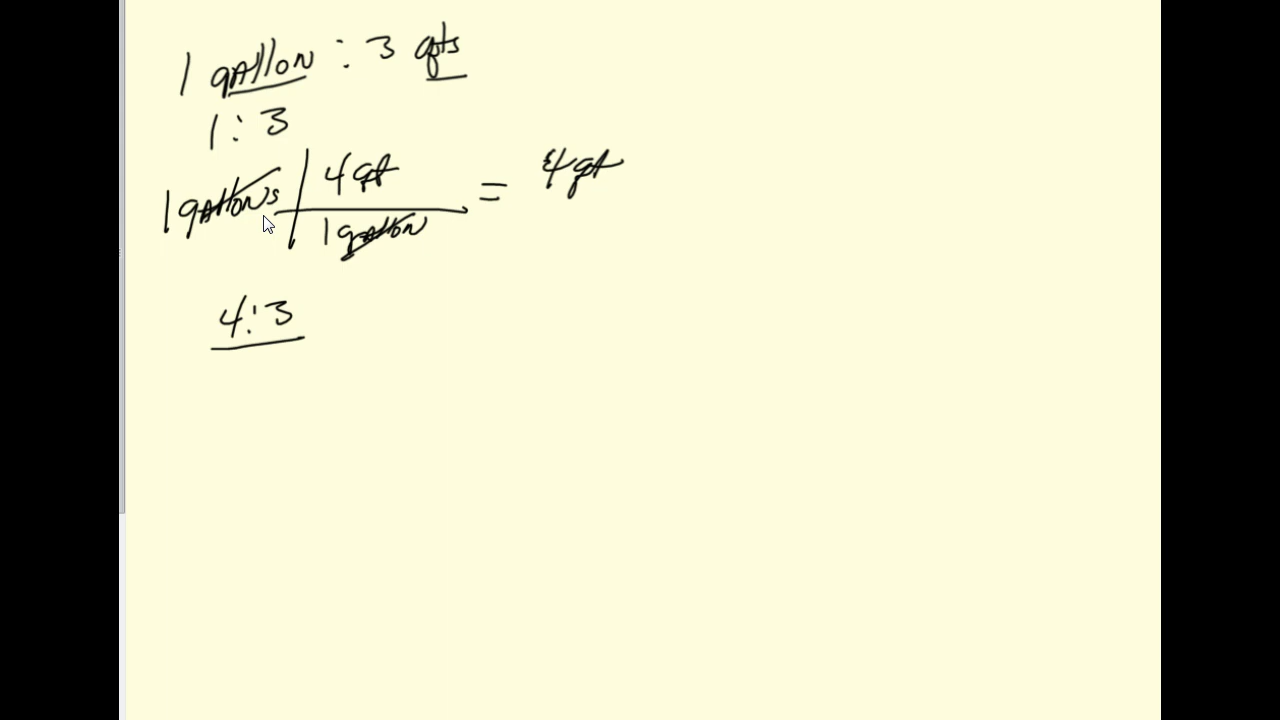 1 gallon : 3 qts
1 : 3
1 gallons | 4 qt = 4 qt
1 gallon
4 : 3